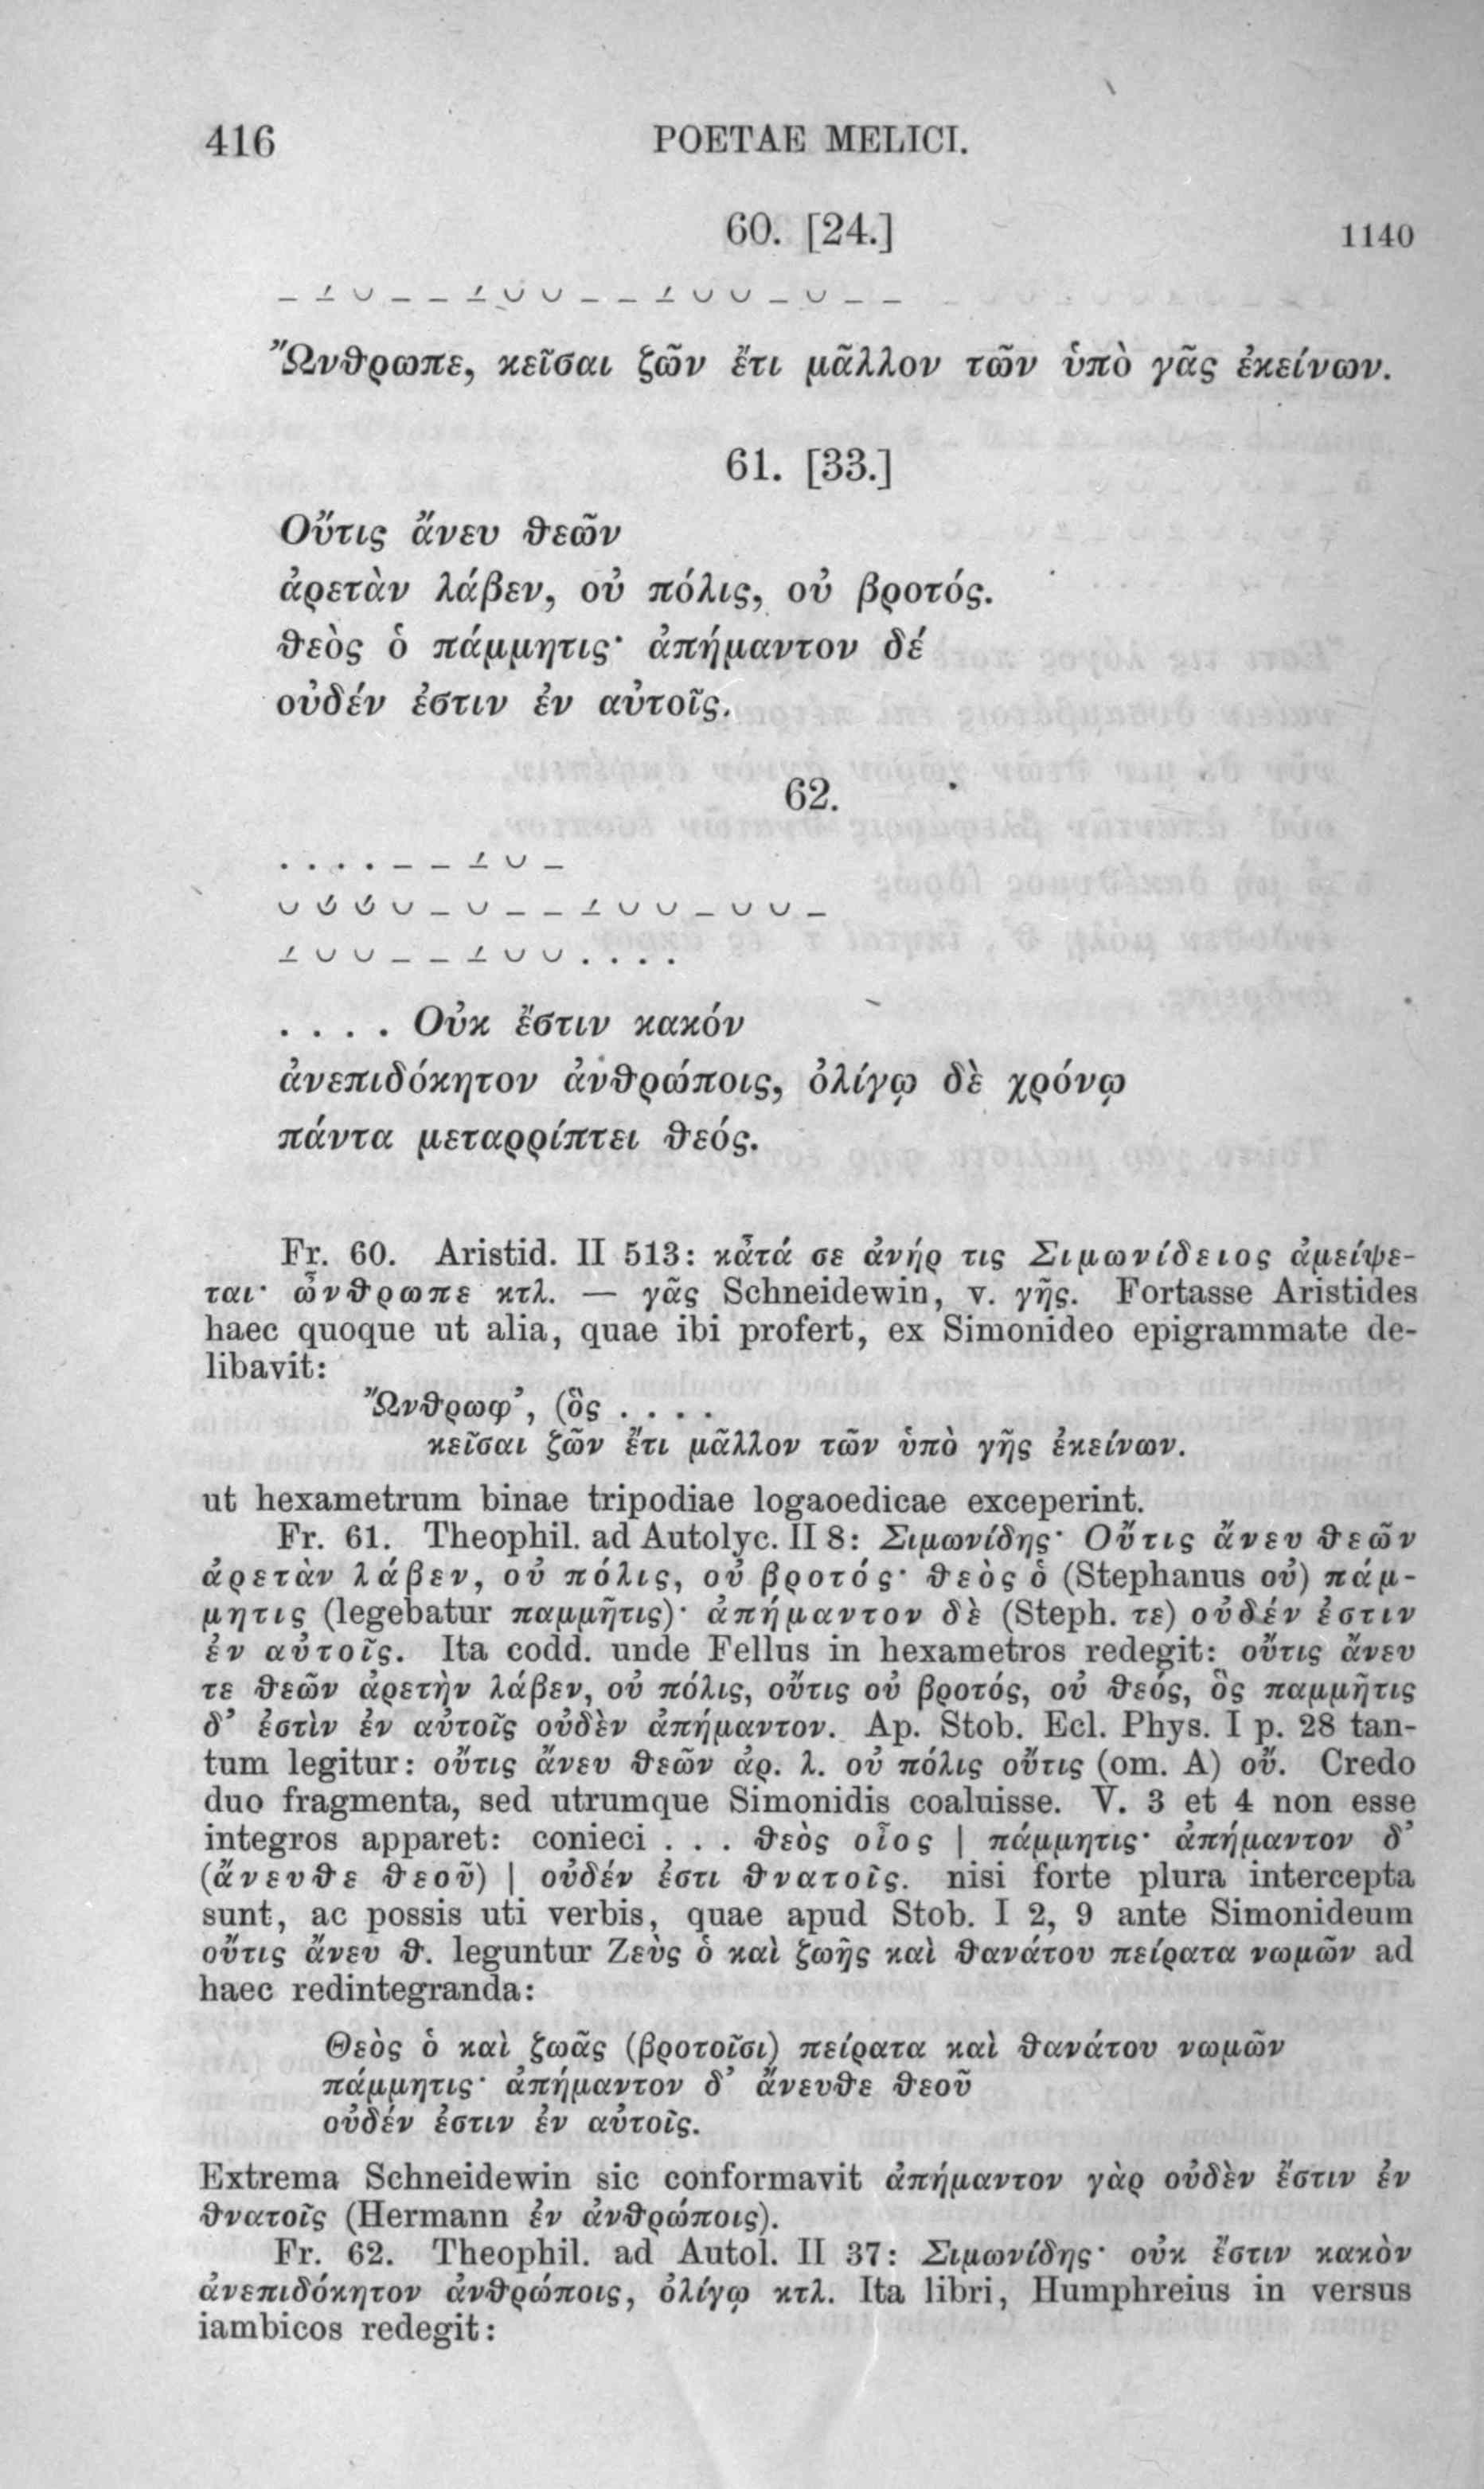 416 POETAE MELICI.
60. [24.] 1140
– –́ ⏑ – – –́ ⏑ ⏑ – – –́ ⏑ ⏑ – ⏑ – –
Ὤνθρωπε, κεῖσαι ζῶν ἔτι μᾶλλον τῶν ὑπὸ γᾶς ἐκείνων.
61. [33.]
Οὔτις ἄνευ θεῶν
ἀρετὰν λάβεν, οὐ πόλις, οὐ βροτός.
θεὸς ὁ πάμμητις· ἀπήμαντον δέ
οὐδέν ἐστιν ἐν αὐτοῖς.
62.
. . . . – – –́ ⏑ –
⏑ ⏑́ ⏑́ ⏑ – ⏑ – – –́ ⏑ ⏑ – ⏑ ⏑ –
–́ ⏑ ⏑ – – –́ ⏑ ⏑ . . . .
. . . . Οὐκ ἔστιν κακόν
ἀνεπιδόκητον ἀνθρώποις, ὀλίγῳ δὲ χρόνῳ
πάντα μεταρρίπτει θεός.
Fr. 60. Aristid. II 513: κᾆτά σε ἀνήρ τις Σιμωνίδειος ἀμείψε-
ται· ὦνθρωπε κτλ. — γᾶς Schneidewin, v. γῆς. Fortasse Aristides
haec quoque ut alia, quae ibi profert, ex Simonideo epigrammate de-
libavit:
Ὤνθρωφ’, (ὃς . . . .
κεῖσαι ζῶν ἔτι μᾶλλον τῶν ὑπὸ γῆς ἐκείνων.
ut hexametrum binae tripodiae logaoedicae exceperint.
Fr. 61. Theophil. ad Autolyc. II 8: Σιμωνίδης· Οὔτις ἄνευ θεῶν
ἀρετὰν λάβεν, οὐ πόλις, οὐ βροτός· θεὸς ὁ (Stephanus οὐ) πάμ-
μητις (legebatur παμμῆτις)· ἀπήμαντον δὲ (Steph. τε) οὐδέν ἐστιν
ἐν αὐτοῖς. Ita codd. unde Fellus in hexametros redegit: οὔτις ἄνευ
τε θεῶν ἀρετὴν λάβεν, οὐ πόλις, οὔτις οὐ βροτός, οὐ θεός, ὃς παμμῆτις
δ’ ἐστὶν ἐν αὐτοῖς οὐδὲν ἀπήμαντον. Ap. Stob. Ecl. Phys. I p. 28 tan-
tum legitur: οὔτις ἄνευ θεῶν ἀρ. λ. οὐ πόλις οὔτις (om. A) οὔ. Credo
duo fragmenta, sed utrumque Simonidis coaluisse. V. 3 et 4 non esse
integros apparet: conieci . . . θεὸς οἶος | πάμμητις· ἀπήμαντον δ’
(ἄνευθε θεοῦ) | οὐδέν ἐστι θνατοῖς. nisi forte plura intercepta
sunt, ac possis uti verbis, quae apud Stob. I 2, 9 ante Simonideum
οὔτις ἄνευ θ. leguntur Ζεὺς ὁ καὶ ζωῆς καὶ θανάτου πείρατα νωμῶν ad
haec redintegranda:
Θεὸς ὁ καὶ ζωᾶς (βροτοῖσι) πείρατα καὶ θανάτου νωμῶν
πάμμητις· ἀπήμαντον δ’ ἄνευθε θεοῦ
οὐδέν ἐστιν ἐν αὐτοῖς.
Extrema Schneidewin sic conformavit ἀπήμαντον γὰρ οὐδὲν ἔστιν ἐν
θνατοῖς (Hermann ἐν ἀνθρώποις).
Fr. 62. Theophil. ad Autol. II 37: Σιμωνίδης· οὐκ ἔστιν κακὸν
ἀνεπιδόκητον ἀνθρώποις, ὀλίγῳ κτλ. Ita libri, Humphreius in versus
iambicos redegit: